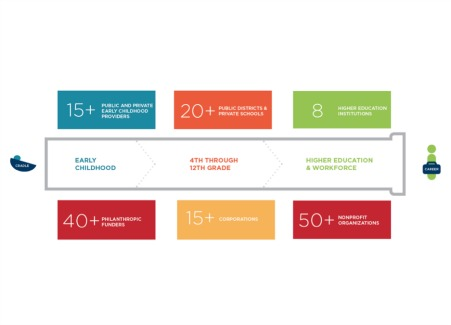 15+ PUBLIC AND PRIVATE
EARLY CHILDHOOD
PROVIDERS
20+ PUBLIC DISTRICTS &
PRIVATE SCHOOLS
8 HIGHER EDUCATION
INSTITUTIONS
CRADLE
EARLY
CHILDHOOD
4TH THROUGH
12TH GRADE
HIGHER EDUCATION
& WORKFORCE
CAREER
40+ PHILANTHROPIC
FUNDERS
15+ CORPORATIONS
50+ NONPROFIT
ORGANIZATIONS